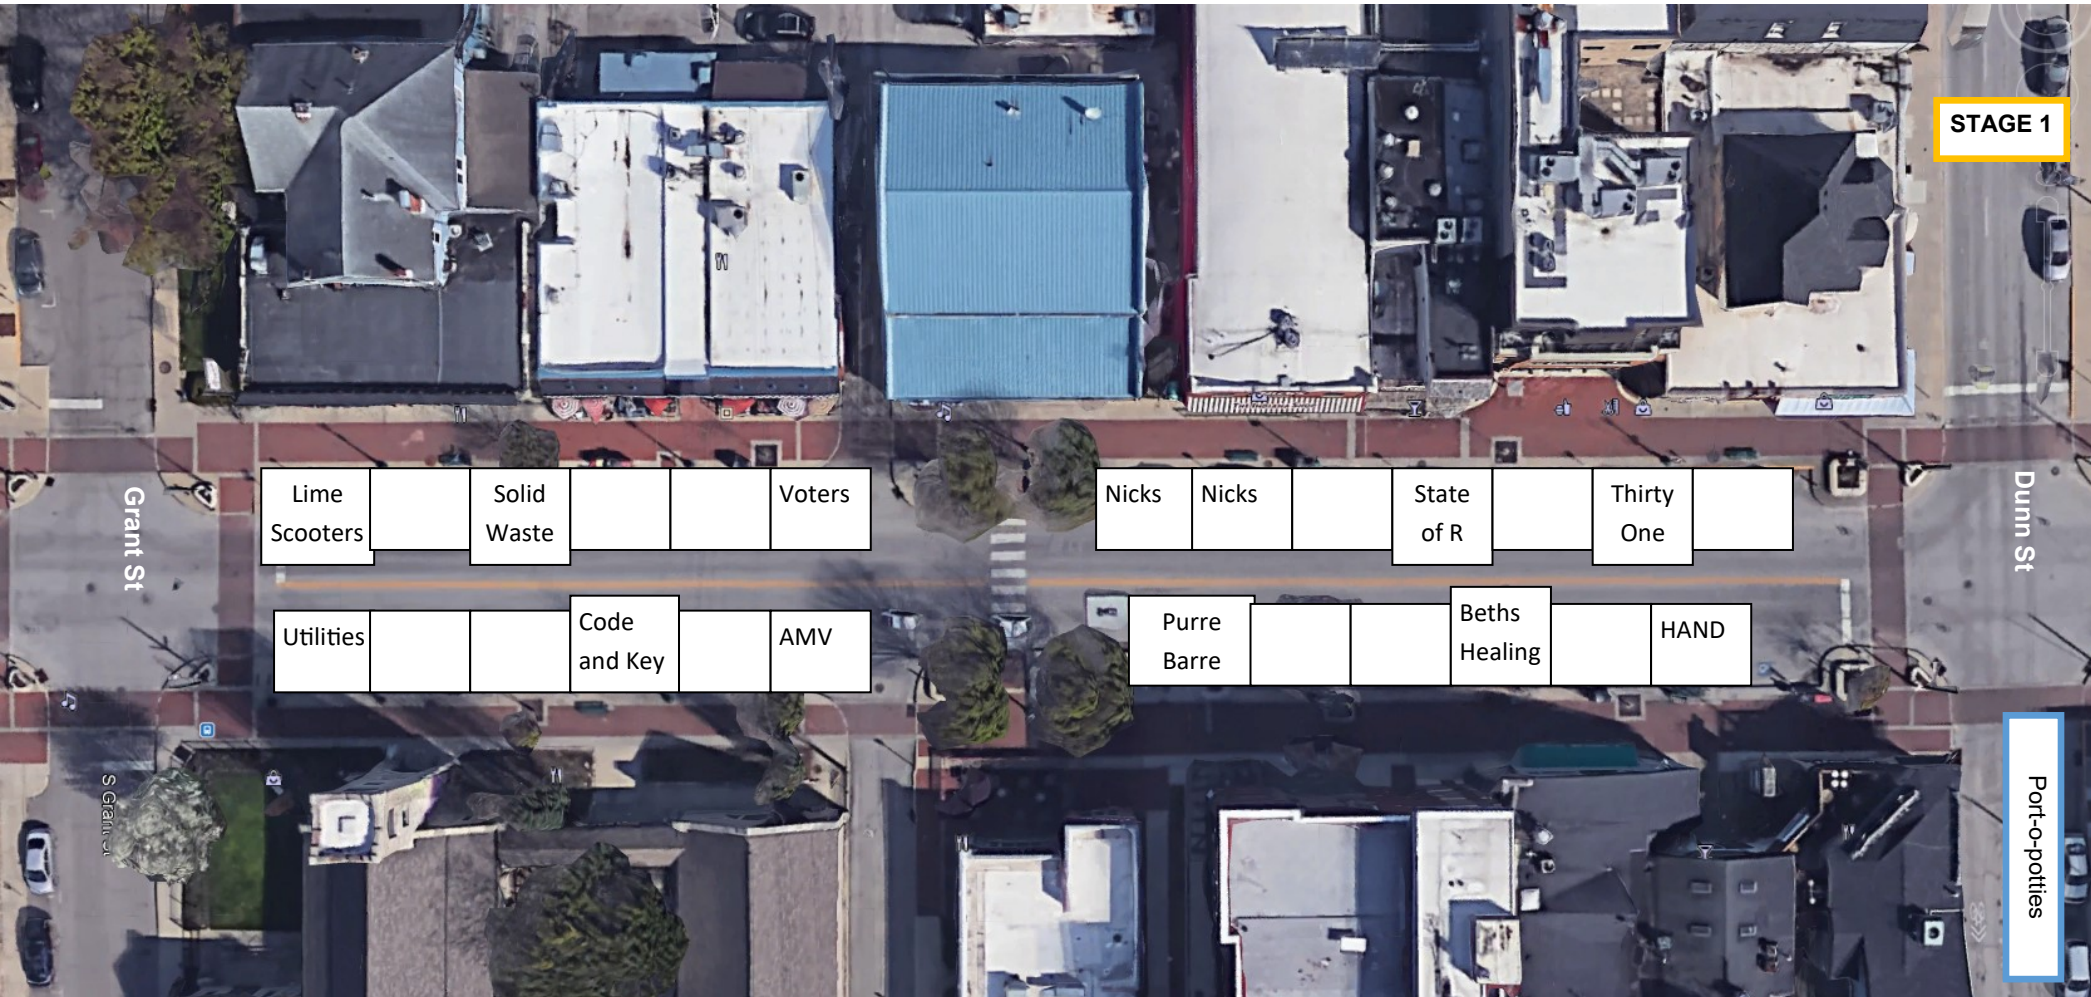 STAGE 1
Lime
Scooters
Solid
Waste
Voters
Nicks
Nicks
State
of R
Thirty
One
Grant St
Dunn St
Utilities
Code
and Key
AMV
Purre
Barre
Beths
Healing
HAND
Port-o-potties